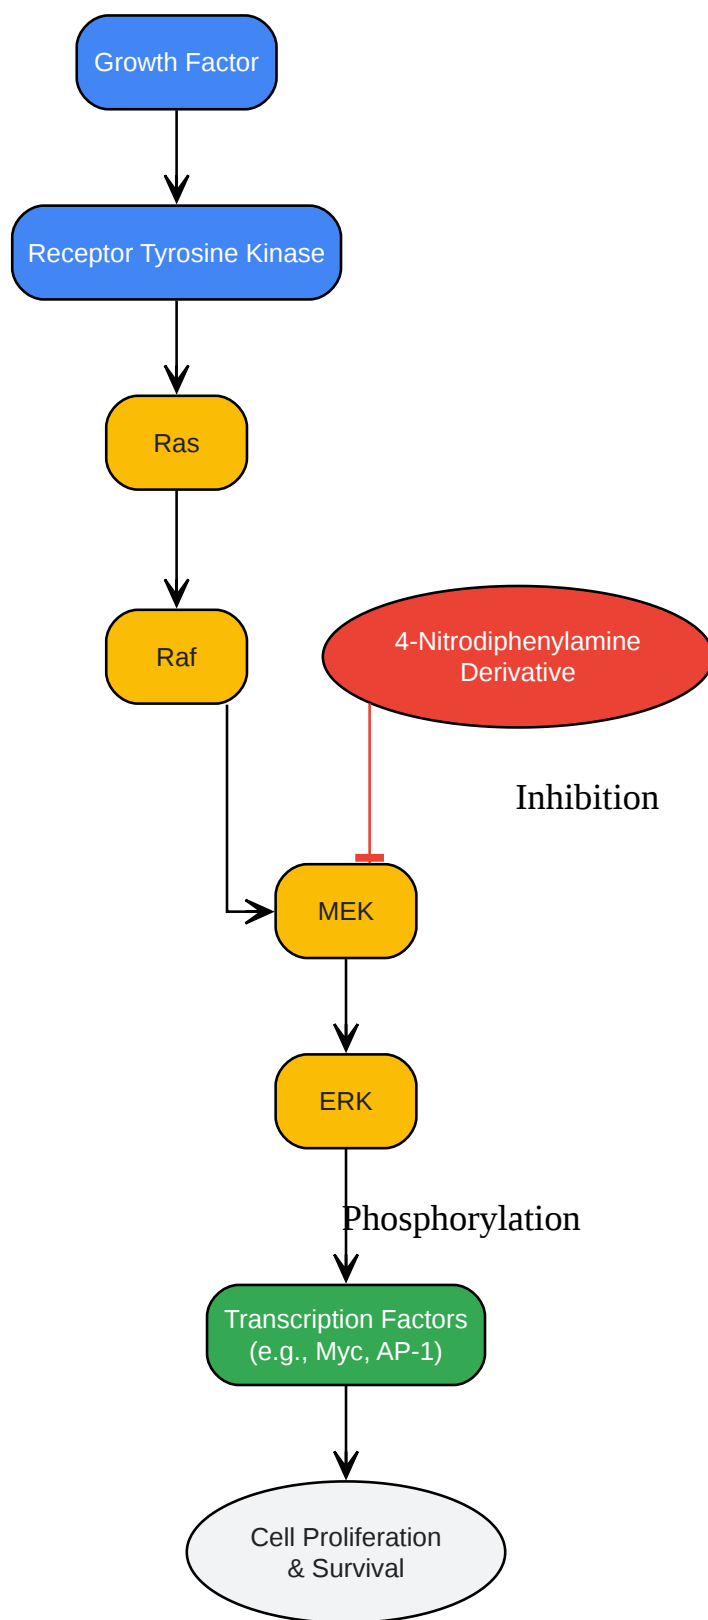 Growth Factor
Receptor Tyrosine Kinase
Ras
Raf
4-Nitrodiphenylamine
Derivative
Inhibition
MEK
ERK
Phosphorylation
Transcription Factors
(e.g., Myc, AP-1)
Cell Proliferation
& Survival